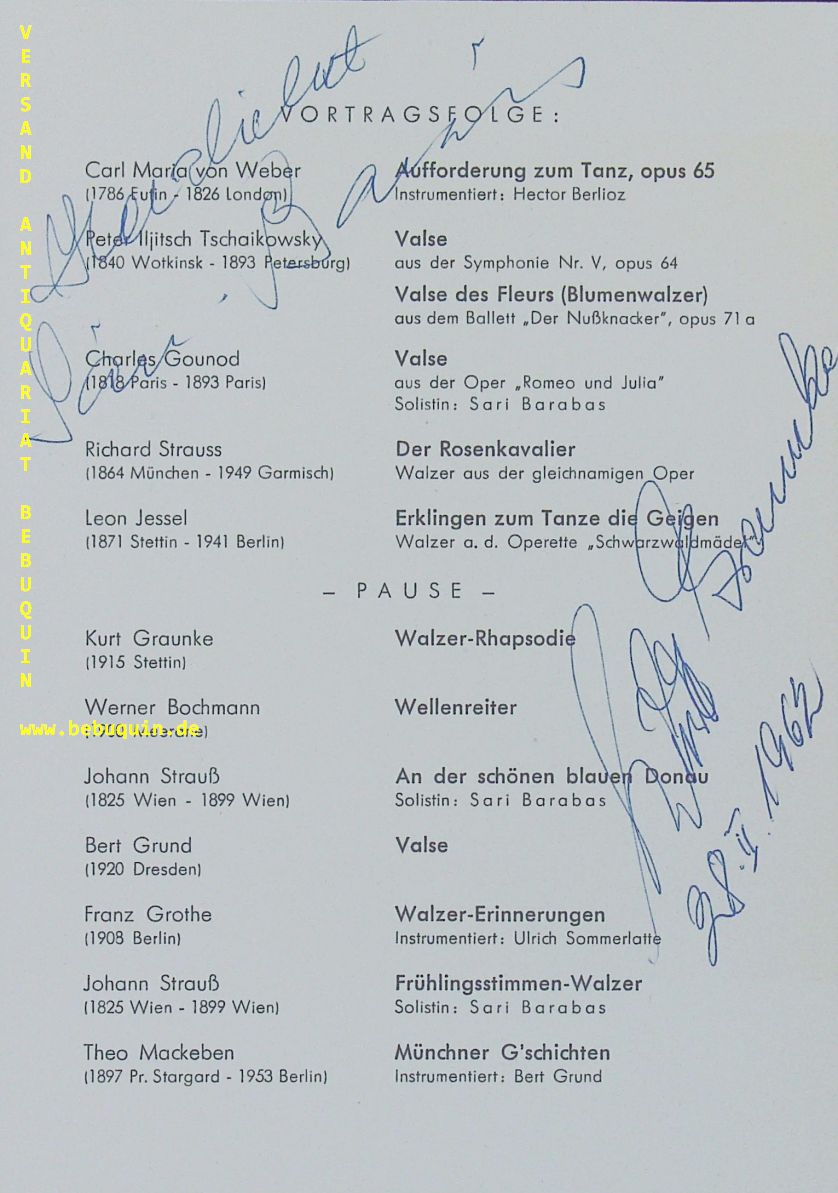 VERSAND ANTIQUARIAT BEBUQUIN
www.bebuquin.de
Herzlichst
Sári Barabás
VORTRAGSFOLGE:
Carl Maria von Weber Aufforderung zum Tanz, opus 65
(1786 Eutin - 1826 London) Instrumentiert: Hector Berlioz
Peter Iljitsch Tschaikowsky Valse
(1840 Wotkinsk - 1893 Petersburg) aus der Symphonie Nr. V, opus 64
Valse des Fleurs (Blumenwalzer)
aus dem Ballett „Der Nußknacker", opus 71 a
Charles Gounod Valse
(1818 Paris - 1893 Paris) aus der Oper „Romeo und Julia"
Solistin: Sari Barabas
Richard Strauss Der Rosenkavalier
(1864 München - 1949 Garmisch) Walzer aus der gleichnamigen Oper
Leon Jessel Erklingen zum Tanze die Geigen
(1871 Stettin - 1941 Berlin) Walzer a. d. Operette „Schwarzwaldmädel"
– PAUSE –
Kurt Graunke Walzer-Rhapsodie
(1915 Stettin)
Werner Bochmann Wellenreiter
Johann Strauß An der schönen blauen Donau
(1825 Wien - 1899 Wien) Solistin: Sari Barabas
Bert Grund Valse
(1920 Dresden)
Franz Grothe Walzer-Erinnerungen
(1908 Berlin) Instrumentiert: Ulrich Sommerlatte
Johann Strauß Frühlingsstimmen-Walzer
(1825 Wien - 1899 Wien) Solistin: Sari Barabas
Theo Mackeben Münchner G'schichten
(1897 Pr. Stargard - 1953 Berlin) Instrumentiert: Bert Grund
Graunke